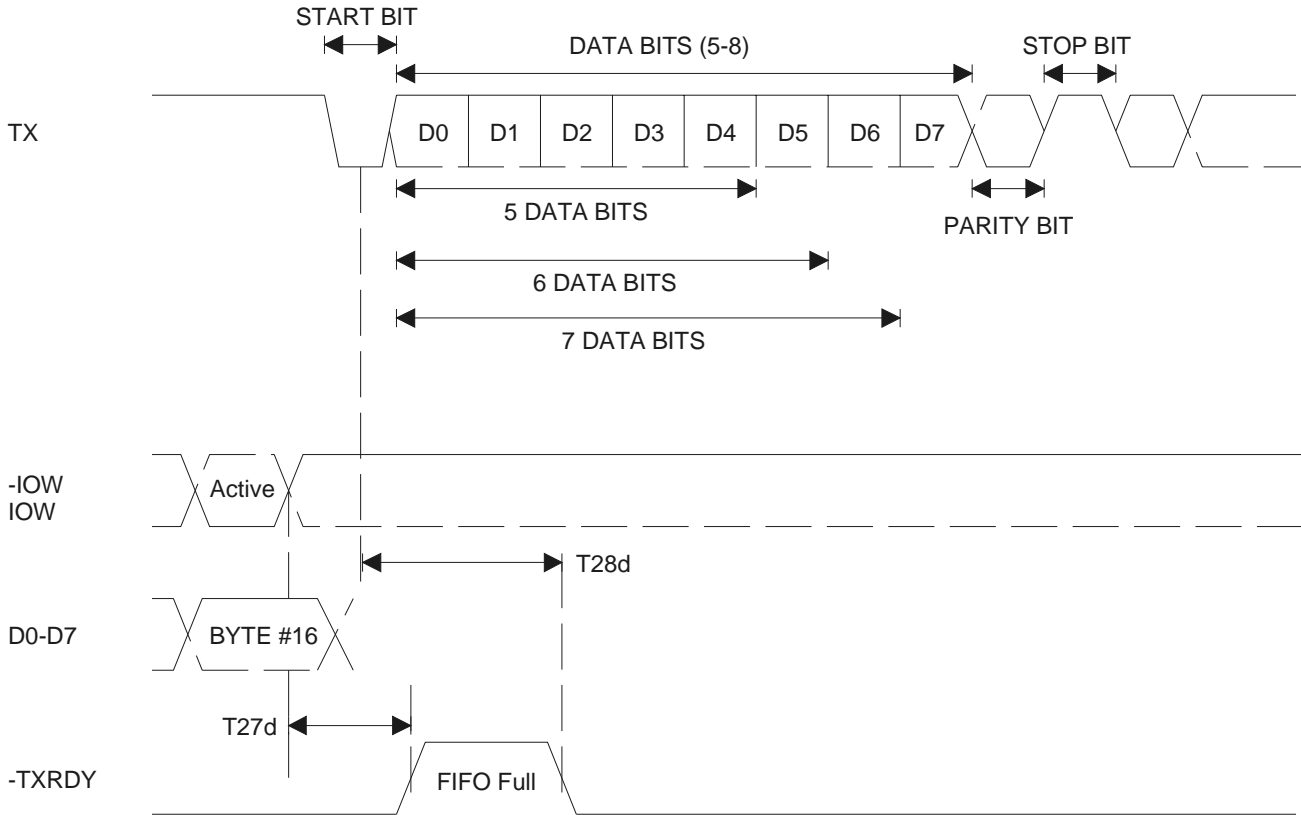 START BIT
DATA BITS (5-8)
STOP BIT
TX
D0 D1 D2 D3 D4 D5 D6 D7
5 DATA BITS
PARITY BIT
6 DATA BITS
7 DATA BITS
-IOW
IOW
Active
T28d
D0-D7
BYTE #16
T27d
-TXRDY
FIFO Full